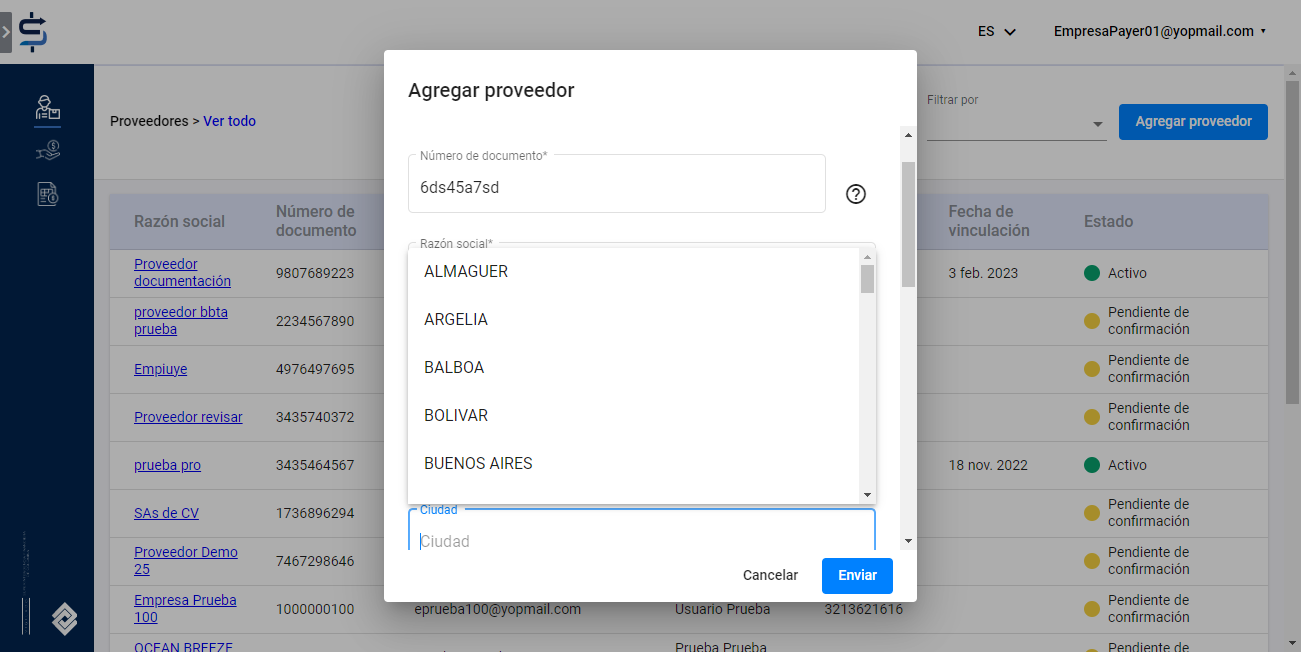 ES
EmpresaPayer01@yopmail.com
Proveedores > Ver todo
Filtrar por
Agregar proveedor
Agregar proveedor
Número de documento*
6ds45a7sd
Razón social*
ALMAGUER
ARGELIA
BALBOA
BOLIVAR
BUENOS AIRES
Ciudad
Ciudad
Cancelar
Enviar
Razón social
Número de
documento
Fecha de
vinculación
Estado
Proveedor
documentación
9807689223
3 feb. 2023
Activo
proveedor bbta
prueba
2234567890
Pendiente de
confirmación
Empiuye
4976497695
Pendiente de
confirmación
Proveedor revisar
3435740372
Pendiente de
confirmación
prueba pro
3435464567
18 nov. 2022
Activo
SAs de CV
1736896294
Pendiente de
confirmación
Proveedor Demo
25
7467298646
Pendiente de
confirmación
Empresa Prueba
100
1000000100
eprueba100@yopmail.com
Usuario Prueba
3213621616
Pendiente de
confirmación
OCEAN BREEZE
Prueba Prueba
Pendiente de